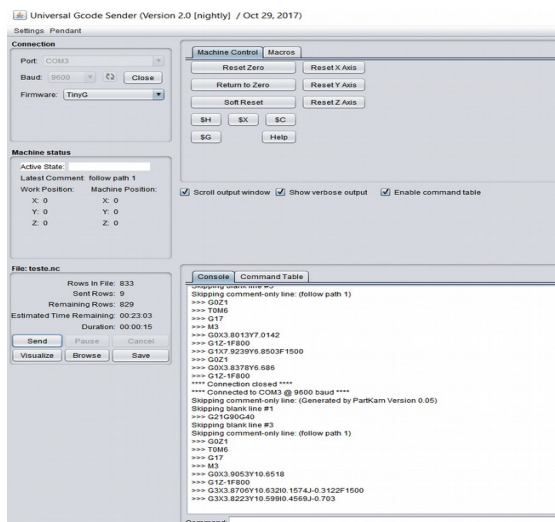 Universal Gcode Sender (Version 2.0 [nightly] / Oct 29, 2017)
Settings Pendant
Connection
Port: COM3
Baud: 9600 Close
Firmware: TinyG
Machine status
Active State:
Latest Comment: follow path 1
Work Position: Machine Position:
X: 0 X: 0
Y: 0 Y: 0
Z: 0 Z: 0
File: teste.nc
Rows In File: 833
Sent Rows: 9
Remaining Rows: 829
Estimated Time Remaining: 00:23:03
Duration: 00:00:15
Send Pause Cancel
Visualize Browse Save
Machine Control Macros
Reset Zero Reset X Axis
Return to Zero Reset Y Axis
Soft Reset Reset Z Axis
$H $X $C
$G Help
Scroll output window Show verbose output Enable command table
Console Command Table
Skipping blank line #3
Skipping comment-only line: (follow path 1)
>>> G0Z1
>>> T0M6
>>> G17
>>> M3
>>> G0X3.8013Y7.0142
>>> G1Z-1F800
>>> G1X7.9239Y6.8503F1500
>>> G0Z1
>>> G0X3.8378Y6.686
>>> G1Z-1F800
**** Connection closed ****
**** Connected to COM3 @ 9600 baud ****
Skipping comment-only line: (Generated by PartKam Version 0.05)
Skipping blank line #1
>>> G21G90G40
Skipping blank line #3
Skipping comment-only line: (follow path 1)
>>> G0Z1
>>> T0M6
>>> G17
>>> M3
>>> G0X3.9053Y10.6518
>>> G1Z-1F800
>>> G3X3.8706Y10.632I0.1574J-0.3122F1500
>>> G3X3.8223Y10.599I0.4569J-0.703
Command: